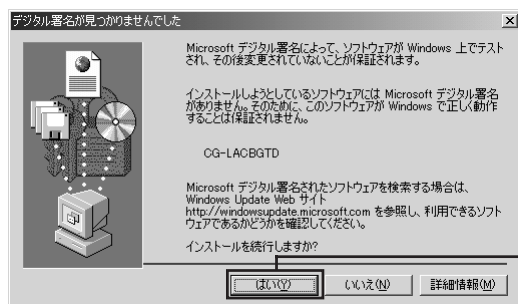 デジタル署名が見つかりませんでした
Microsoft デジタル署名によって、ソフトウェアが Windows 上でテスト
され、その後変更されていないことが保証されます。
インストールしようとしているソフトウェアには Microsoft デジタル署名
がありません。そのために、このソフトウェアが Windows で正しく動作
することは保証されません。
CG-LACBGTD
Microsoft デジタル署名されたソフトウェアを検索する場合は、
Windows Update Web サイト
http://windowsupdate.microsoft.com を参照し、利用できるソフト
ウェアであるかどうかを確認してください。
インストールを続行しますか?
はい(Y) いいえ(N) 詳細情報(M)